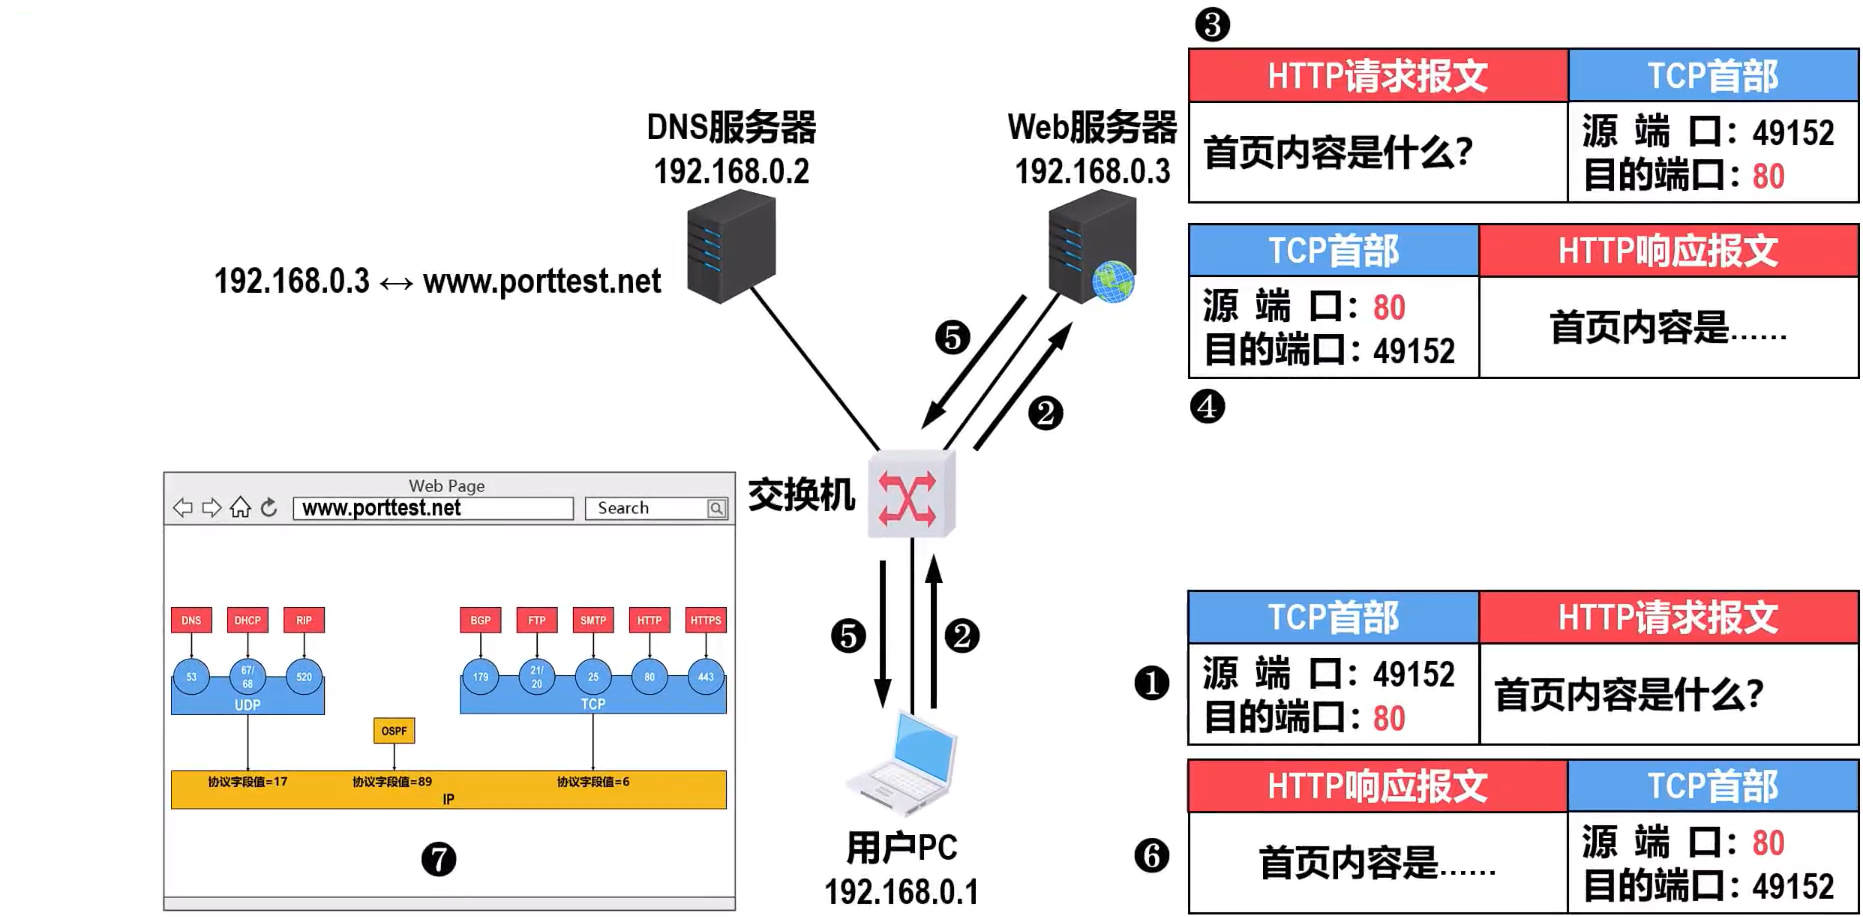 ❸
HTTP请求报文 TCP首部
首页内容是什么？
源 端 口：49152
目的端口：80
DNS服务器
192.168.0.2
Web服务器
192.168.0.3
192.168.0.3 ↔ www.porttest.net
TCP首部 HTTP响应报文
源 端 口：80
目的端口：49152
首页内容是……
❹
❺
❷
交换机
❺
❷
Web Page
www.porttest.net
Search
DNS DHCP RIP BGP FTP SMTP HTTP HTTPS
53 67/68 520 179 21/20 25 80 443
UDP TCP
OSPF
协议字段值=17 协议字段值=89 协议字段值=6
IP
❼
用户PC
192.168.0.1
❶
TCP首部 HTTP请求报文
源 端 口：49152
目的端口：80
首页内容是什么？
❻
HTTP响应报文 TCP首部
首页内容是……
源 端 口：80
目的端口：49152